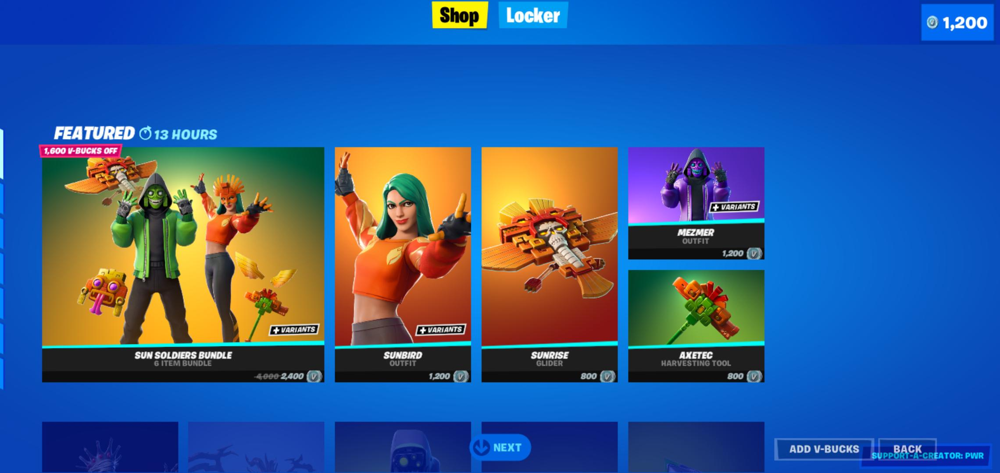 Shop
Locker
1,200
FEATURED 13 HOURS
1,600 V-BUCKS OFF
+ VARIANTS
SUN SOLDIERS BUNDLE
6 ITEM BUNDLE
4,000 2,400
+ VARIANTS
SUNBIRD
OUTFIT
1,200
SUNRISE
GLIDER
800
+ VARIANTS
MEZMER
OUTFIT
1,200
AXETEC
HARVESTING TOOL
800
NEXT
ADD V-BUCKS
BACK
SUPPORT-A-CREATOR: PWR